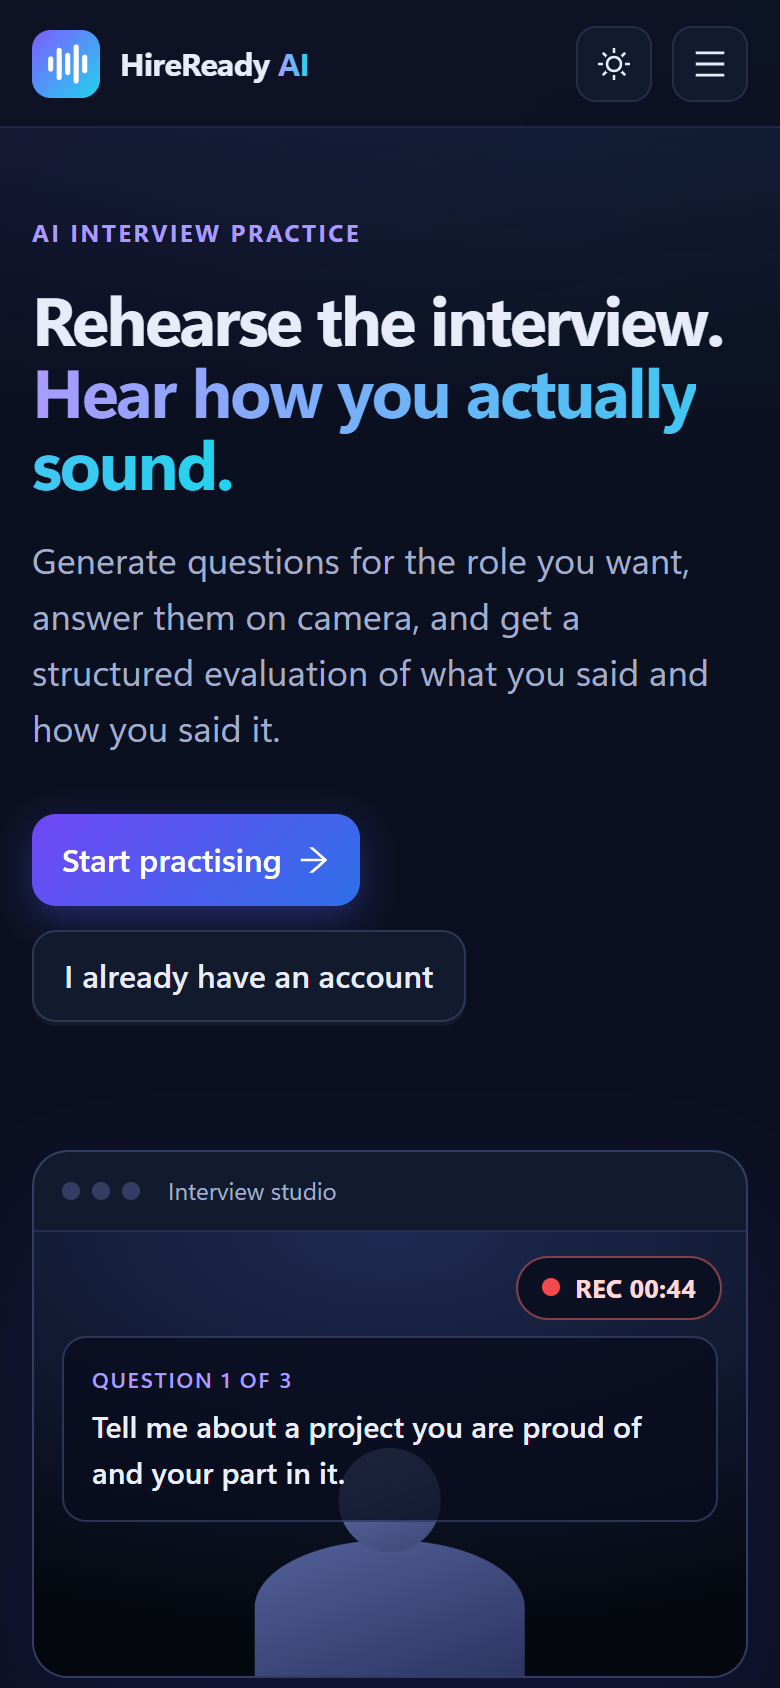 HireReady AI
AI INTERVIEW PRACTICE
Rehearse the interview.
Hear how you actually
sound.
Generate questions for the role you want,
answer them on camera, and get a
structured evaluation of what you said and
how you said it.
Start practising →
I already have an account
Interview studio
REC 00:44
QUESTION 1 OF 3
Tell me about a project you are proud of
and your part in it.